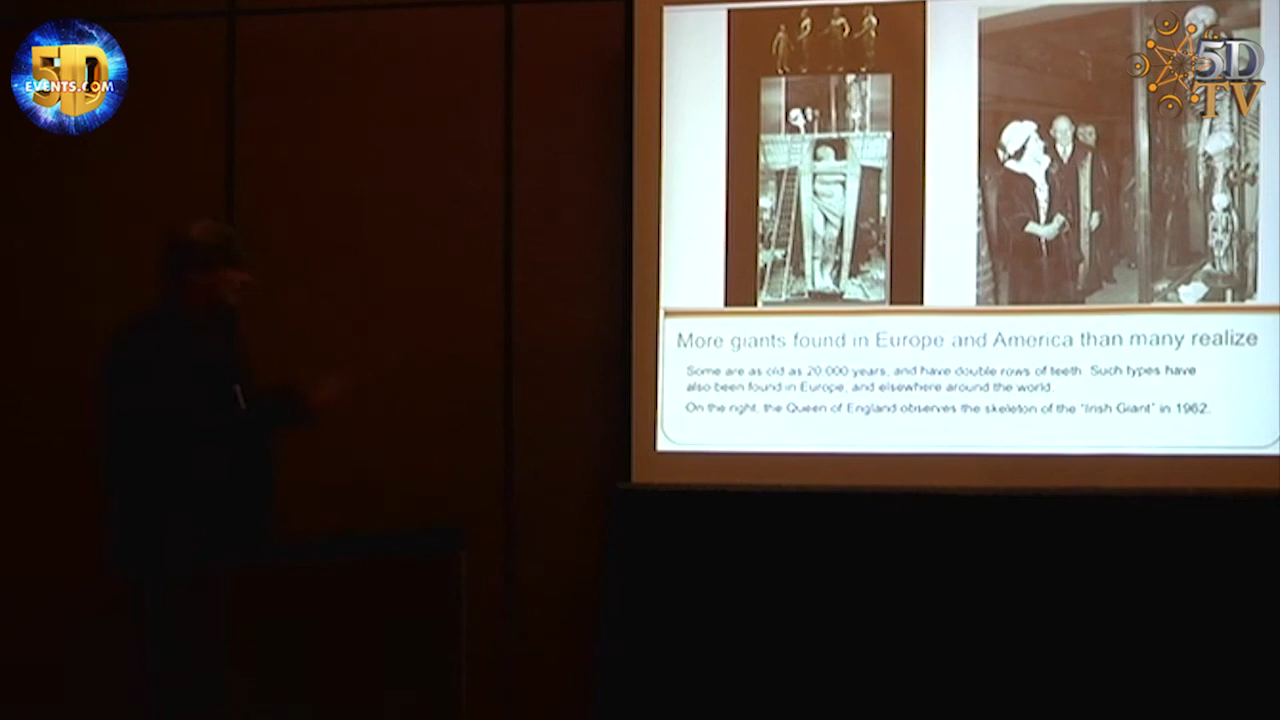 5D
EVENTS.COM
5D
TV
More giants found in Europe and America than many realize
Some are as old as 20,000 years, and have double rows of teeth. Such types have
also been found in Europe, and elsewhere around the world.
On the right, the Queen of England observes the skeleton of the "Irish Giant" in 1962.